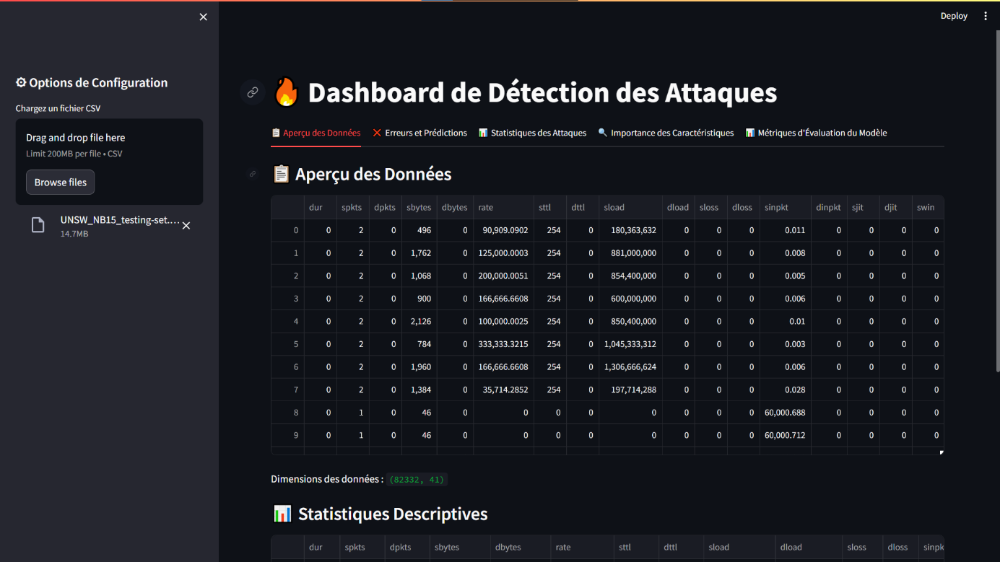 Deploy
Options de Configuration
Chargez un fichier CSV
Drag and drop file here
Limit 200MB per file • CSV
Browse files
UNSW_NB15_testing-set....
14.7MB
Dashboard de Détection des Attaques
Aperçu des Données Erreurs et Prédictions Statistiques des Attaques Importance des Caractéristiques Métriques d'Évaluation du Modèle
Aperçu des Données
dur spkts dpkts sbytes dbytes rate sttl dttl sload dload sloss dloss sinpkt dinpkt sjit djit swin
0 0 2 0 496 0 90,909.0902 254 0 180,363,632 0 0 0 0.011 0 0 0 0
1 0 2 0 1,762 0 125,000.0003 254 0 881,000,000 0 0 0 0.008 0 0 0 0
2 0 2 0 1,068 0 200,000.0051 254 0 854,400,000 0 0 0 0.005 0 0 0 0
3 0 2 0 900 0 166,666.6608 254 0 600,000,000 0 0 0 0.006 0 0 0 0
4 0 2 0 2,126 0 100,000.0025 254 0 850,400,000 0 0 0 0.01 0 0 0 0
5 0 2 0 784 0 333,333.3215 254 0 1,045,333,312 0 0 0 0.003 0 0 0 0
6 0 2 0 1,960 0 166,666.6608 254 0 1,306,666,624 0 0 0 0.006 0 0 0 0
7 0 2 0 1,384 0 35,714.2852 254 0 197,714,288 0 0 0 0.028 0 0 0 0
8 0 1 0 46 0 0 0 0 0 0 0 0 60,000.688 0 0 0 0
9 0 1 0 46 0 0 0 0 0 0 0 0 60,000.712 0 0 0 0
Dimensions des données : (82332, 41)
Statistiques Descriptives
dur spkts dpkts sbytes dbytes rate sttl dttl sload dload sloss dloss sinpk